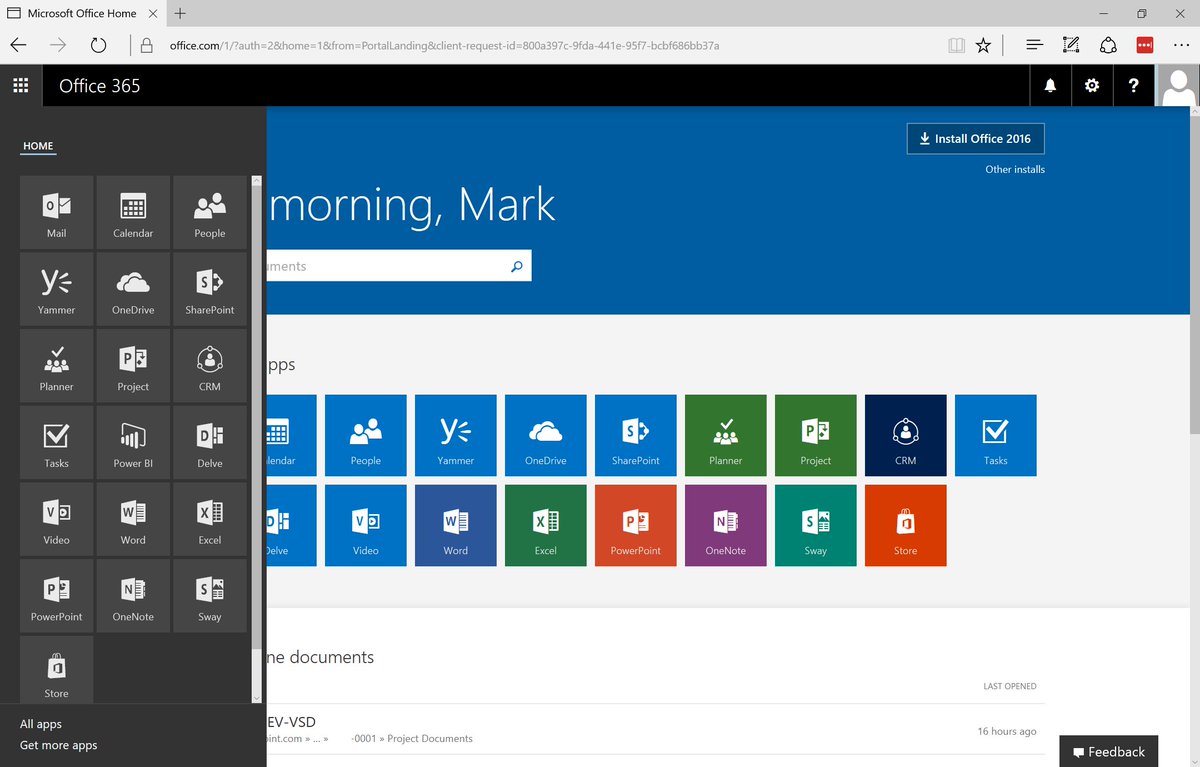 Microsoft Office Home
office.com/1/?auth=2&home=1&from=PortalLanding&client-request-id=800a397c-9fda-441e-95f7-bcbf686bb37a
Office 365
?
HOME
Install Office 2016
Other installs
morning, Mark
uments
Mail Calendar People
Yammer OneDrive SharePoint
Planner Project CRM
Tasks Power BI Delve
Video Word Excel
PowerPoint OneNote Sway
Store
All apps
Get more apps
pps
lendar People Yammer OneDrive SharePoint Planner Project CRM Tasks
Delve Video Word Excel PowerPoint OneNote Sway Store
ne documents
LAST OPENED
EV-VSD
oint.com » ... » -0001 » Project Documents
16 hours ago
Feedback